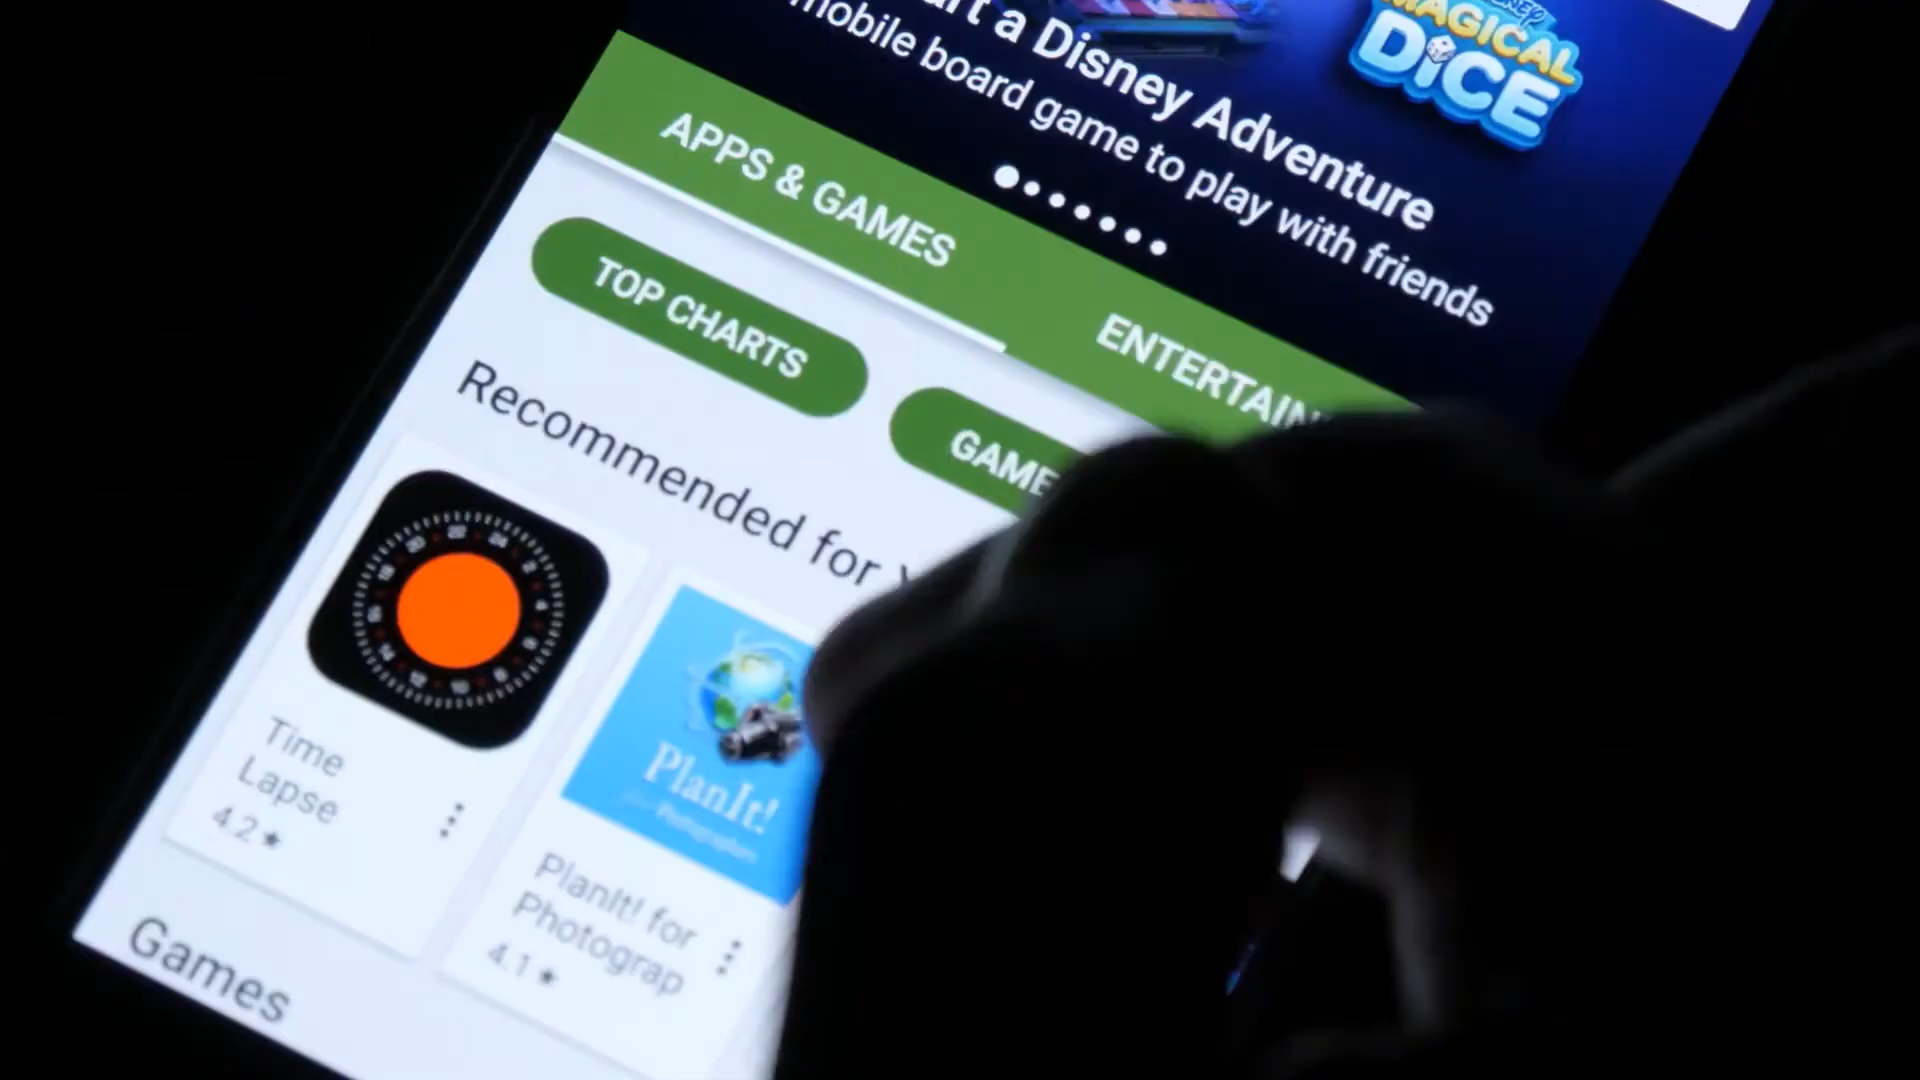 art a Disney Adventure
mobile board game to play with friends
MAGICAL
DiCE
APPS & GAMES
ENTERTAIN
TOP CHARTS
GAME
Recommended for
PlanIt!
Time
Lapse
4.2 ★
PlanIt! for
Photograp
4.1 ★
Games